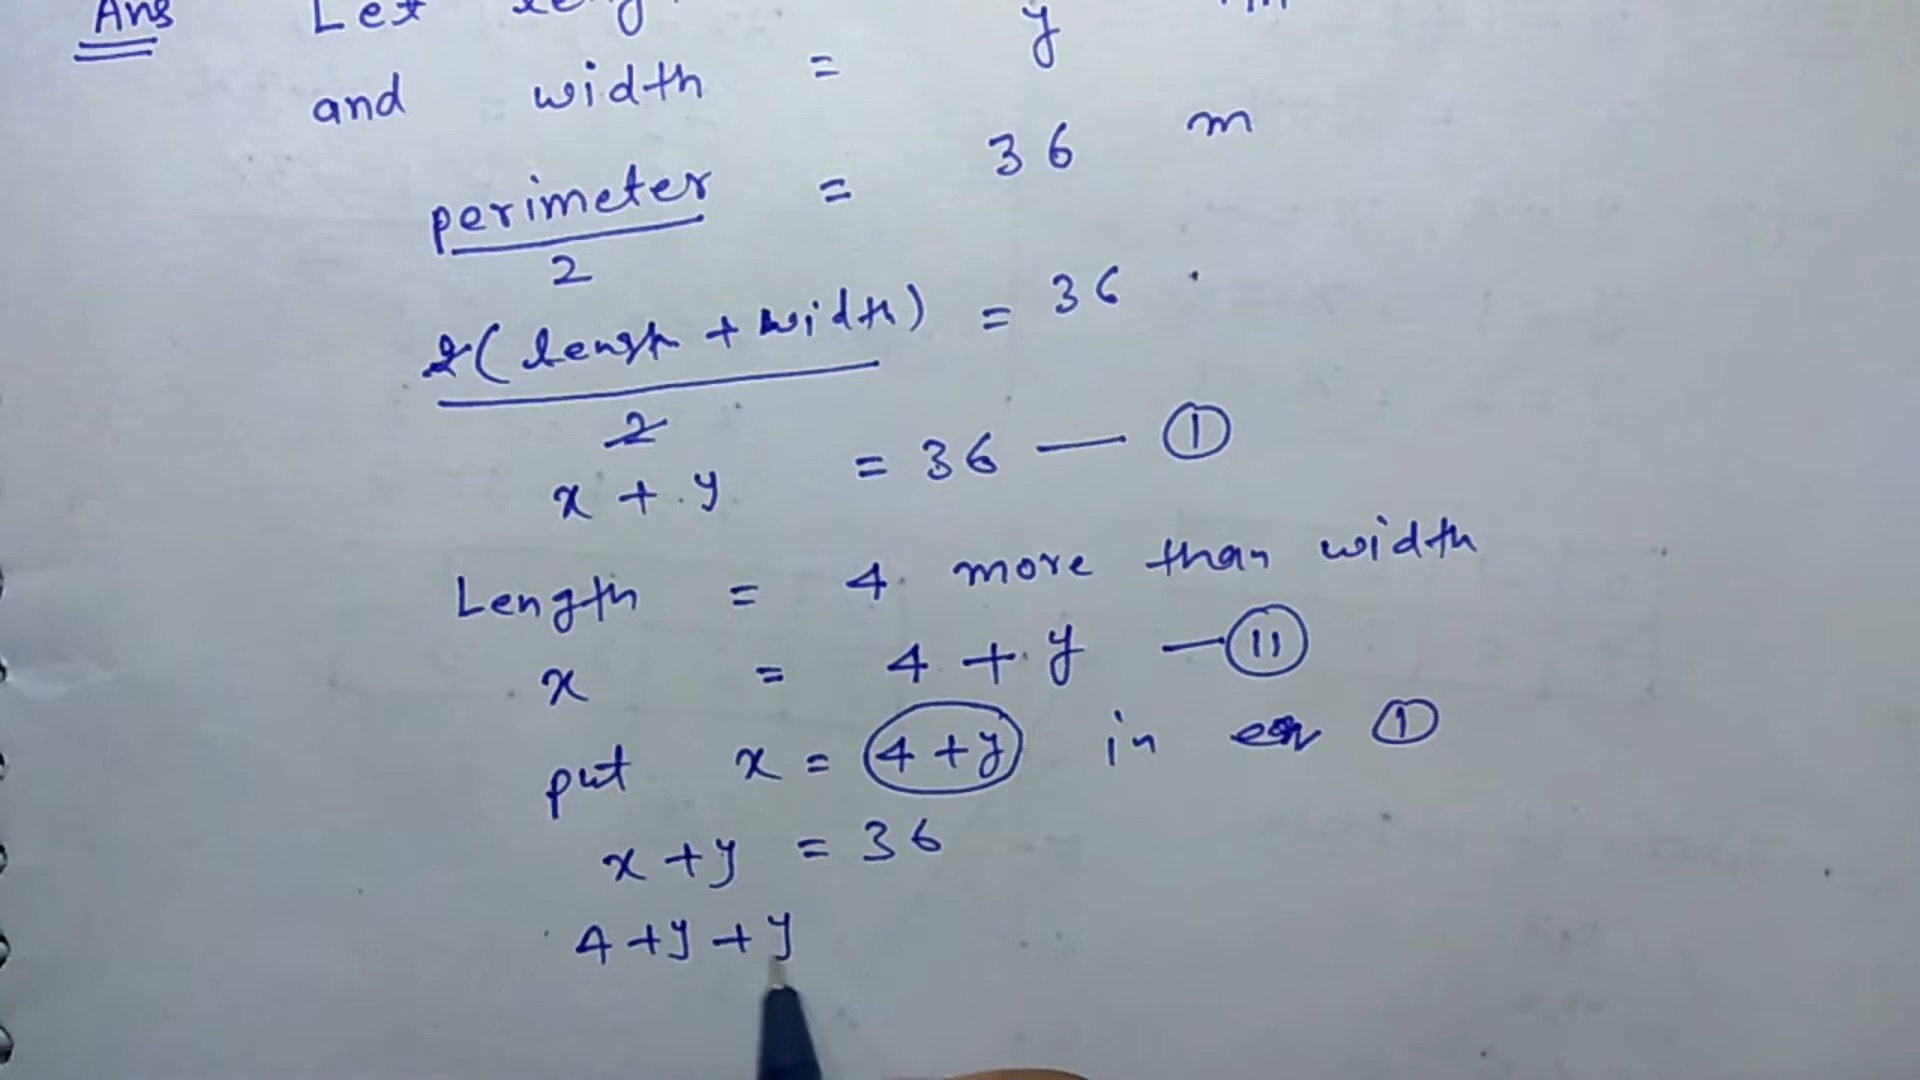 Ans Let leng
and width = y m
perimeter/2 = 36 m
2(length + width)/2 = 36
x + y = 36 — ①
Length = 4 more than width
x = 4 + y — ⑪
put x = 4 + y in eq ①
x + y = 36
4 + y + y